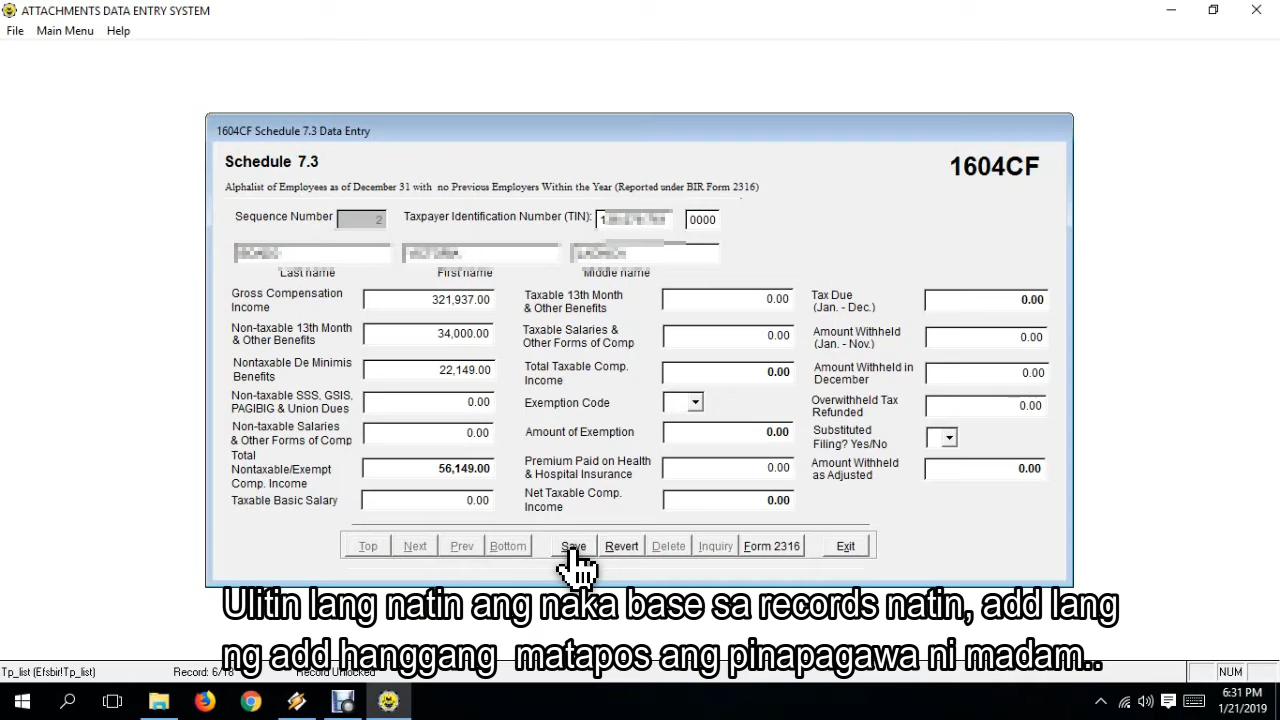 ATTACHMENTS DATA ENTRY SYSTEM
File Main Menu Help
1604CF Schedule 7.3 Data Entry
Schedule 7.3
1604CF
Alphalist of Employees as of December 31 with no Previous Employers Within the Year (Reported under BIR Form 2316)
Sequence Number 2 Taxpayer Identification Number (TIN): 0000
Last name First name Middle name
Gross Compensation
Income
321,937.00
Non-taxable 13th Month
& Other Benefits
34,000.00
Nontaxable De Minimis
Benefits
22,149.00
Non-taxable SSS, GSIS,
PAGIBIG & Union Dues
0.00
Non-taxable Salaries
& Other Forms of Comp
0.00
Total
Nontaxable/Exempt
Comp. Income
56,149.00
Taxable Basic Salary
0.00
Taxable 13th Month
& Other Benefits
0.00
Taxable Salaries &
Other Forms of Comp
0.00
Total Taxable Comp.
Income
0.00
Exemption Code
Amount of Exemption
0.00
Premium Paid on Health
& Hospital Insurance
0.00
Net Taxable Comp.
Income
0.00
Tax Due
(Jan. - Dec.)
0.00
Amount Withheld
(Jan. - Nov.)
0.00
Amount Withheld in
December
0.00
Overwithheld Tax
Refunded
0.00
Substituted
Filing? Yes/No
Amount Withheld
as Adjusted
0.00
Top Next Prev Bottom Save Revert Delete Inquiry Form 2316 Exit
Ulitin lang natin ang naka base sa records natin, add lang
ng add hanggang matapos ang pinapagawa ni madam..
Tp_list (Efsbir!Tp_list) Record: 6/18 Record Unlocked NUM
6:31 PM
1/21/2019